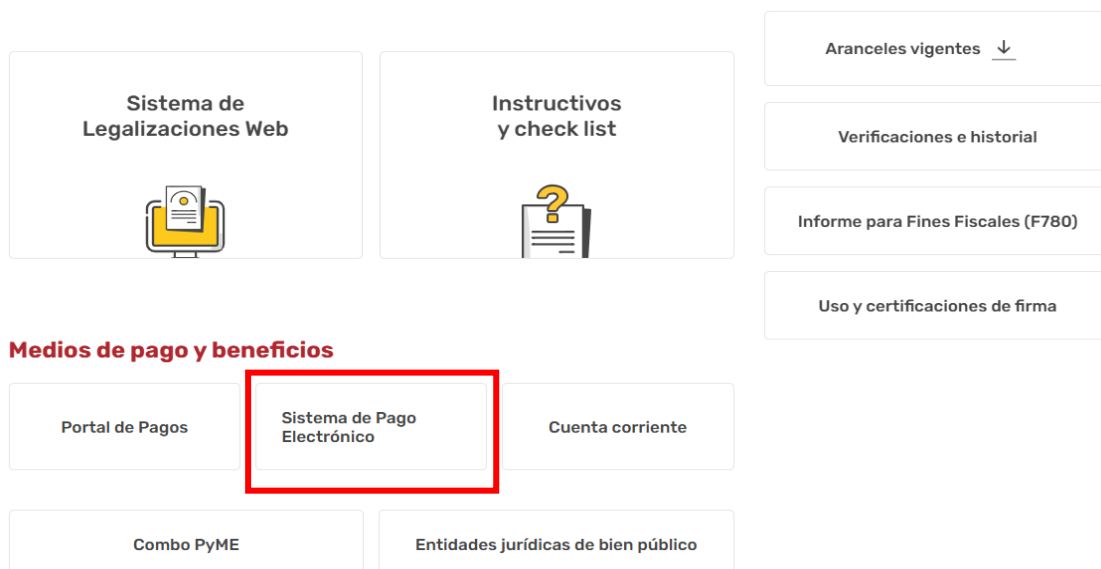 Sistema de
Legalizaciones Web
Instructivos
y check list
?
Aranceles vigentes
Verificaciones e historial
Informe para Fines Fiscales (F780)
Uso y certificaciones de firma
Medios de pago y beneficios
Portal de Pagos
Sistema de Pago
Electrónico
Cuenta corriente
Combo PyME
Entidades jurídicas de bien público